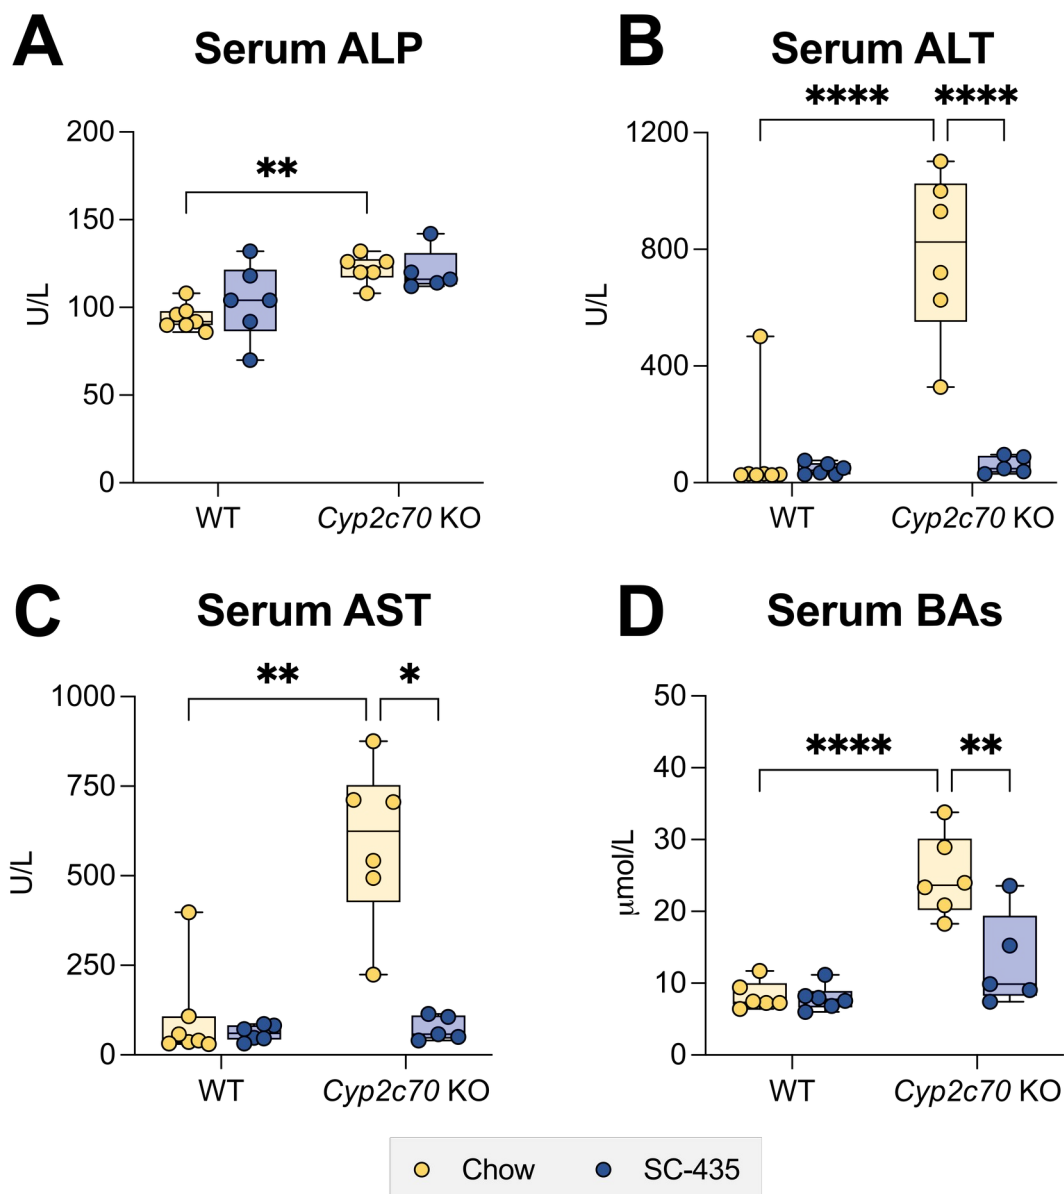 A
Serum ALP
**
200
150
100
50
0
U/L
WT
Cyp2c70 KO
B
Serum ALT
**** ****
1200
800
400
0
U/L
WT
Cyp2c70 KO
C
Serum AST
** *
1000
750
500
250
0
U/L
WT
Cyp2c70 KO
D
Serum BAs
**** **
50
40
30
20
10
0
μmol/L
WT
Cyp2c70 KO
Chow SC-435